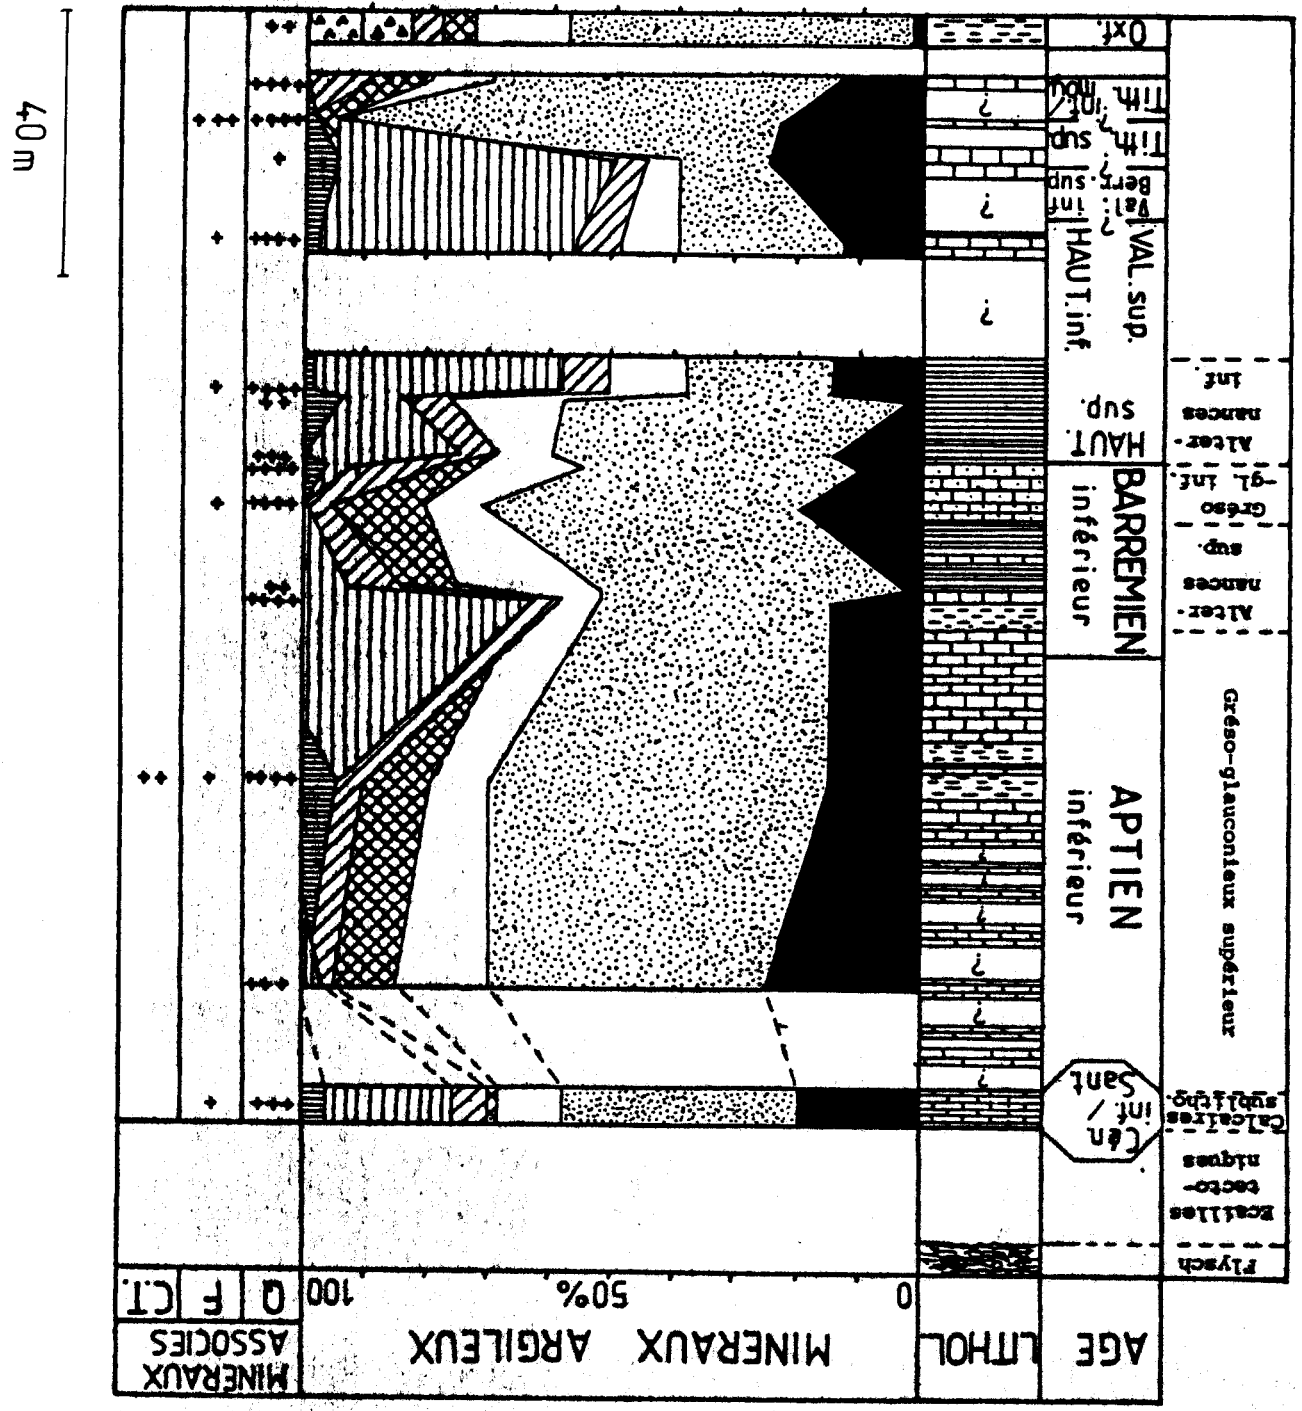 AGE
LITHOL
MINERAUX ARGILEUX
MINERAUX
ASSOCIES
0
50%
100
Q
F
C.T.
Flysch
Ecailles
tecto-
niques
Calcaires
sublithg.
Gréso-glauconieux supérieur
Alter-
nances
sup.
Gréso
-gl. inf.
Alter-
nances
inf.
Cén.
inf. /
Sant
APTIEN
inférieur
BARREMIEN
inférieur
HAUT.
sup.
VAL. sup.
HAUT. inf.
?
Val. inf
Berr. sup
?
Tith. sup
?
Tith. inf. /
moy
Oxf.
?
?
?
?
?
?
?
?
?
+++
+
+++
++++
+
++
++++
++
++++
+
+++
++++
++
++++
+
++++
+
+
++++
+++
++++
++
40 m